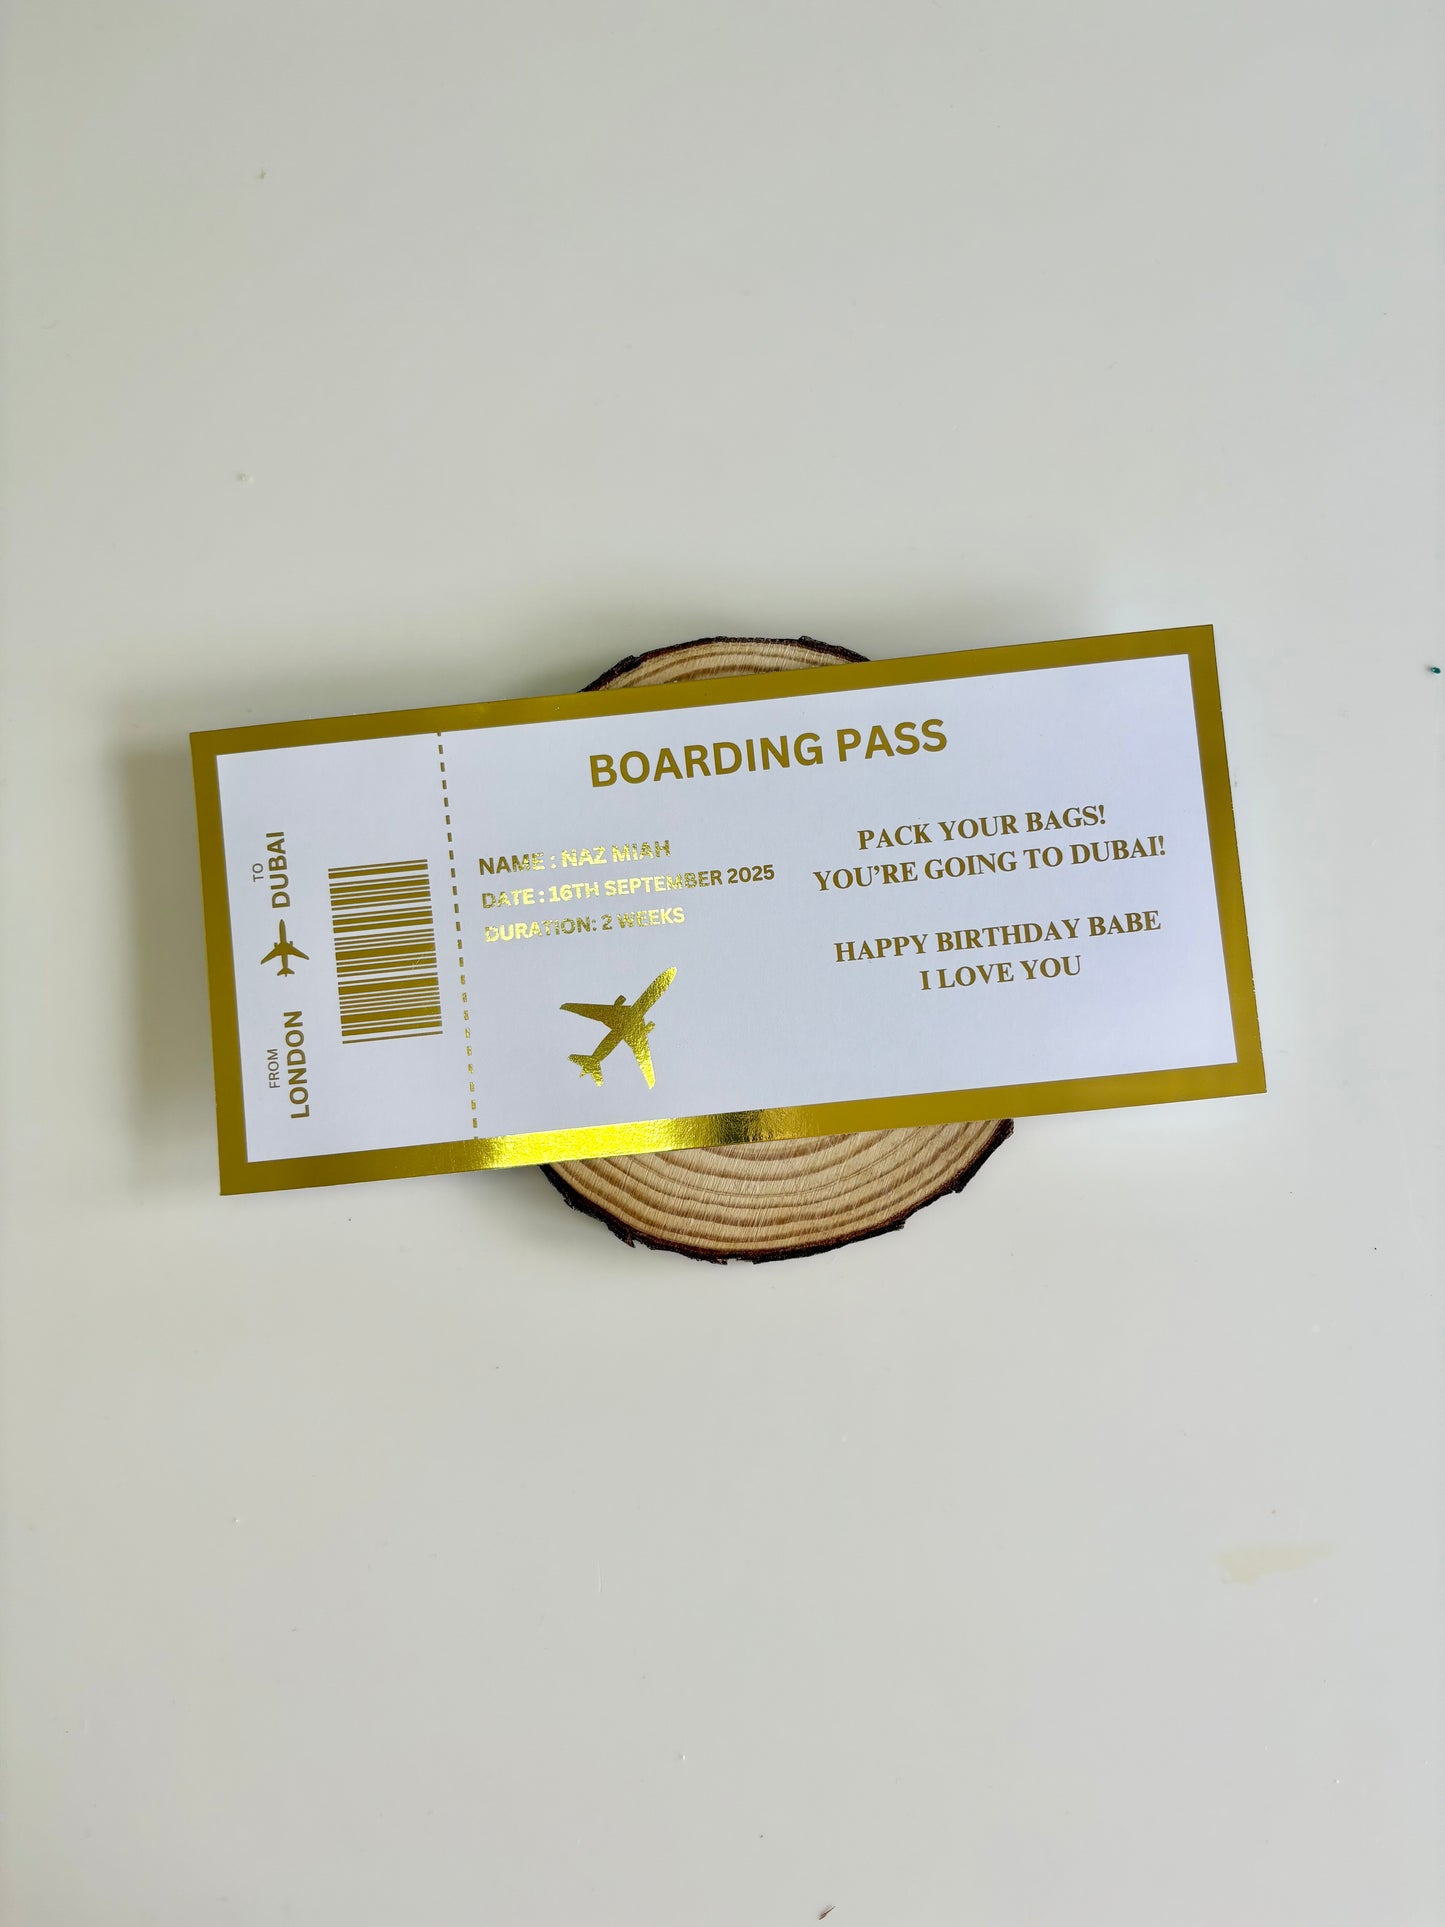 FROM
LONDON
TO
DUBAI
BOARDING PASS
NAME : NAZ MIAH
DATE : 16TH SEPTEMBER 2025
DURATION: 2 WEEKS
PACK YOUR BAGS!
YOU’RE GOING TO DUBAI!
HAPPY BIRTHDAY BABE
I LOVE YOU